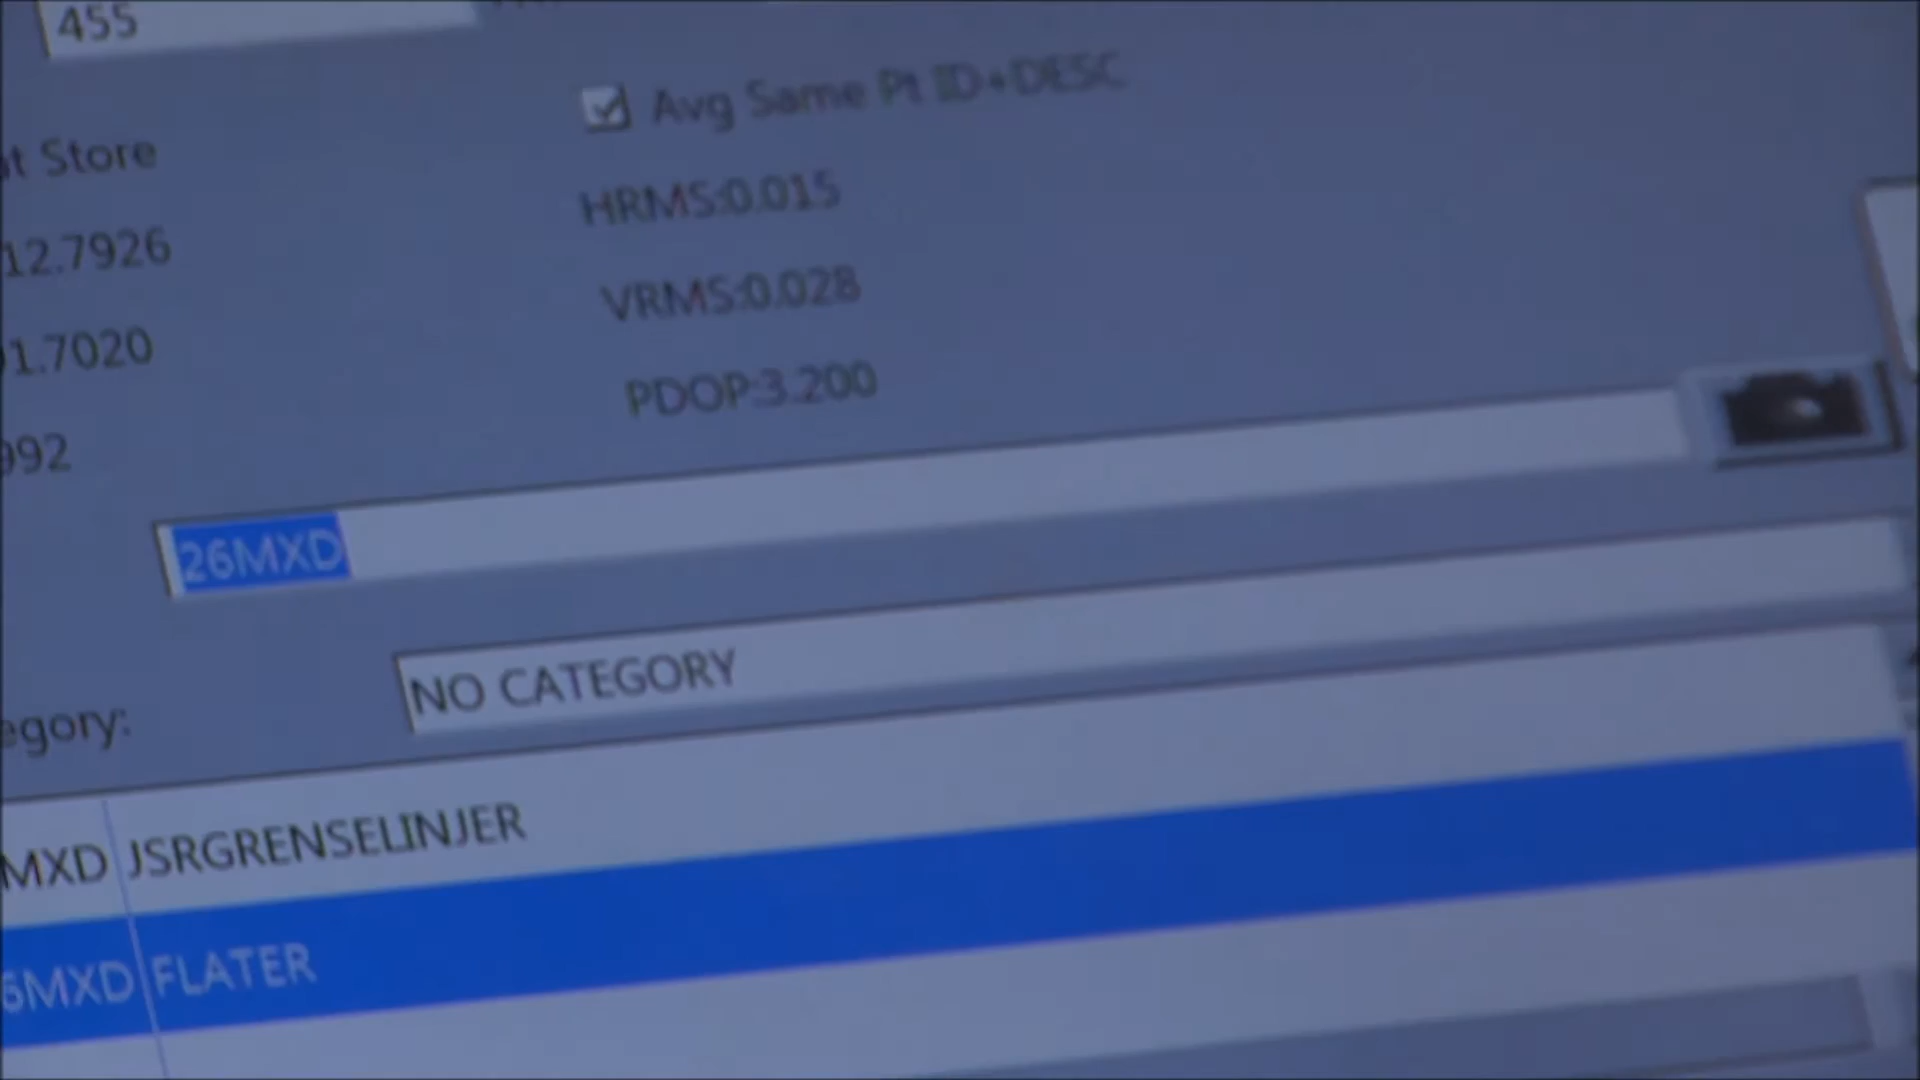 455
Avg Same Pt ID+DESC
t Store
HRMS:0.015
12.7926
VRMS:0.028
1.7020
PDOP:3.200
992
26MXD
egory: NO CATEGORY
MXD JSRGRENSELINJER
6MXD FLATER